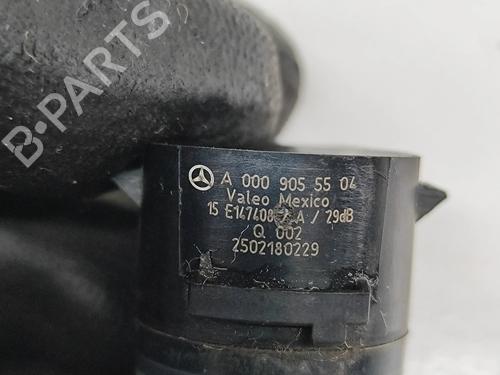 B-PARTS
A 000 905 55 04
Valeo Mexico
15 E147408 A / 29dB
Q 002
2502180229